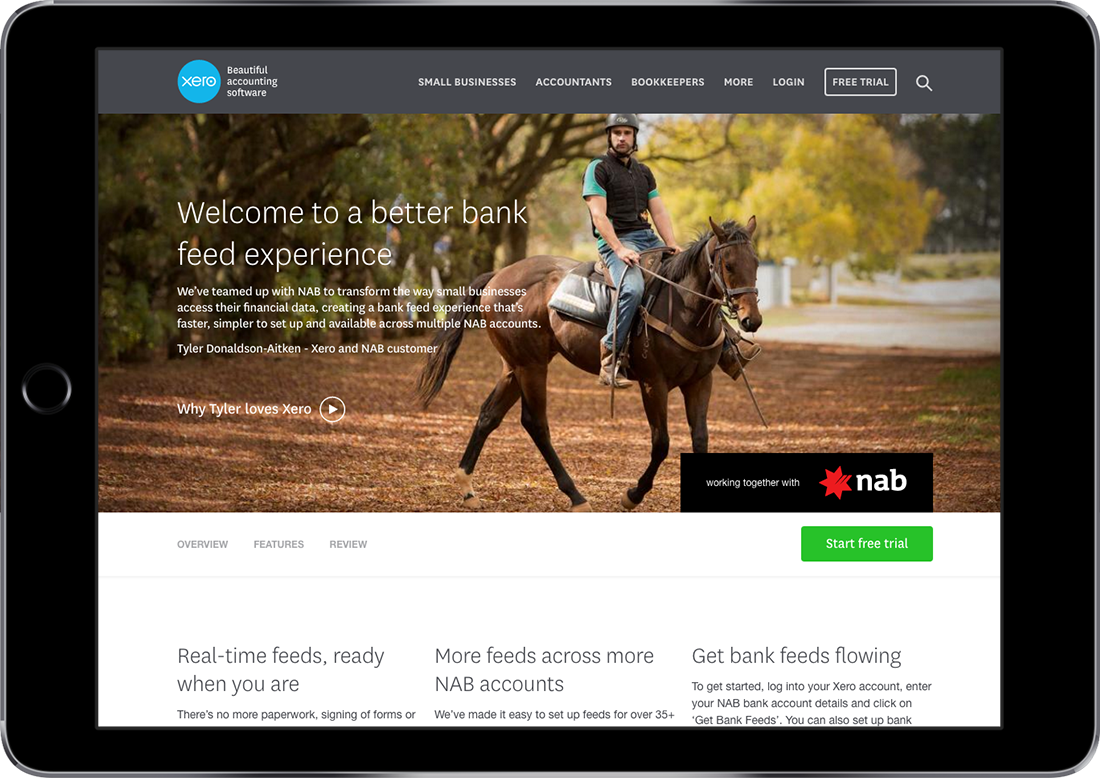 xero
Beautiful
accounting
software
SMALL BUSINESSES ACCOUNTANTS BOOKKEEPERS MORE LOGIN FREE TRIAL
Welcome to a better bank
feed experience
We've teamed up with NAB to transform the way small businesses
access their financial data, creating a bank feed experience that's
faster, simpler to set up and available across multiple NAB accounts.
Tyler Donaldson-Aitken - Xero and NAB customer
Why Tyler loves Xero
working together with nab
OVERVIEW FEATURES REVIEW
Start free trial
Real-time feeds, ready
when you are
There's no more paperwork, signing of forms or
More feeds across more
NAB accounts
We've made it easy to set up feeds for over 35+
Get bank feeds flowing
To get started, log into your Xero account, enter
your NAB bank account details and click on
‘Get Bank Feeds’. You can also set up bank